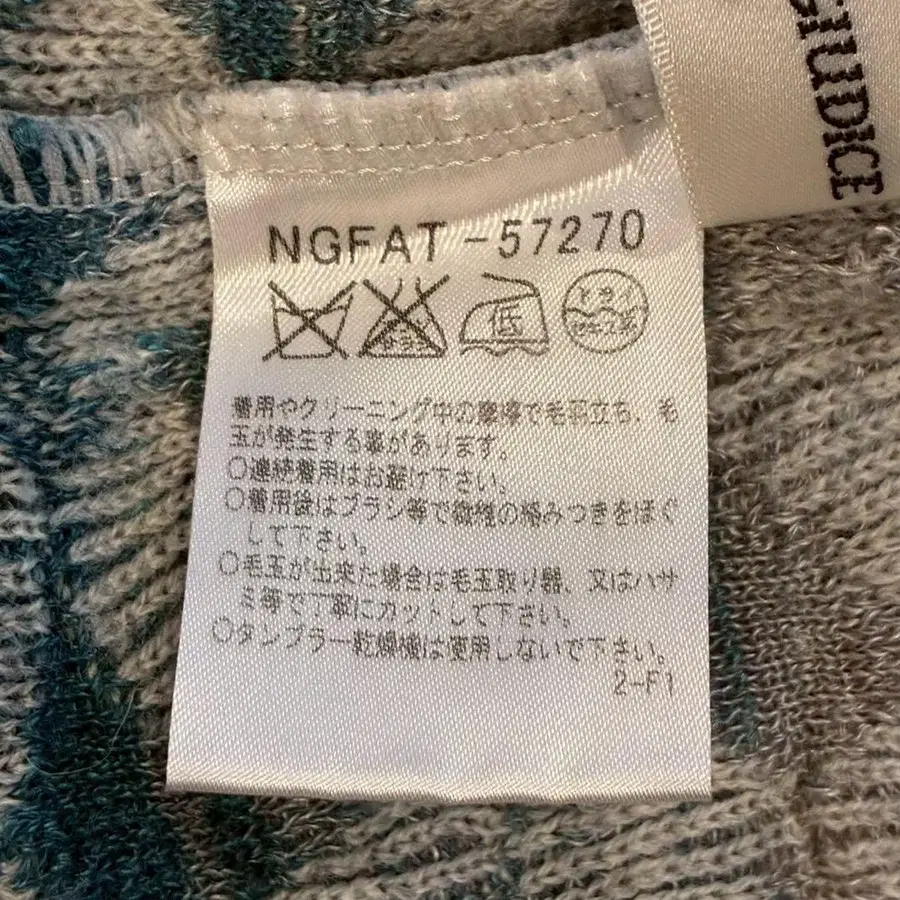 GIUDICE
NGFAT-57270
低
ドライ
着用やクリーニング中の摩擦で毛羽立ち、毛
玉が発生する事があります。
○連続着用はお避け下さい。
○着用後はブラシ等で繊維の絡みつきをほぐ
して下さい。
○毛玉が出来た場合は毛玉取り器、又はハサ
ミ等で丁寧にカットして下さい。
○タンブラー乾燥機は使用しないで下さい。
2-F1